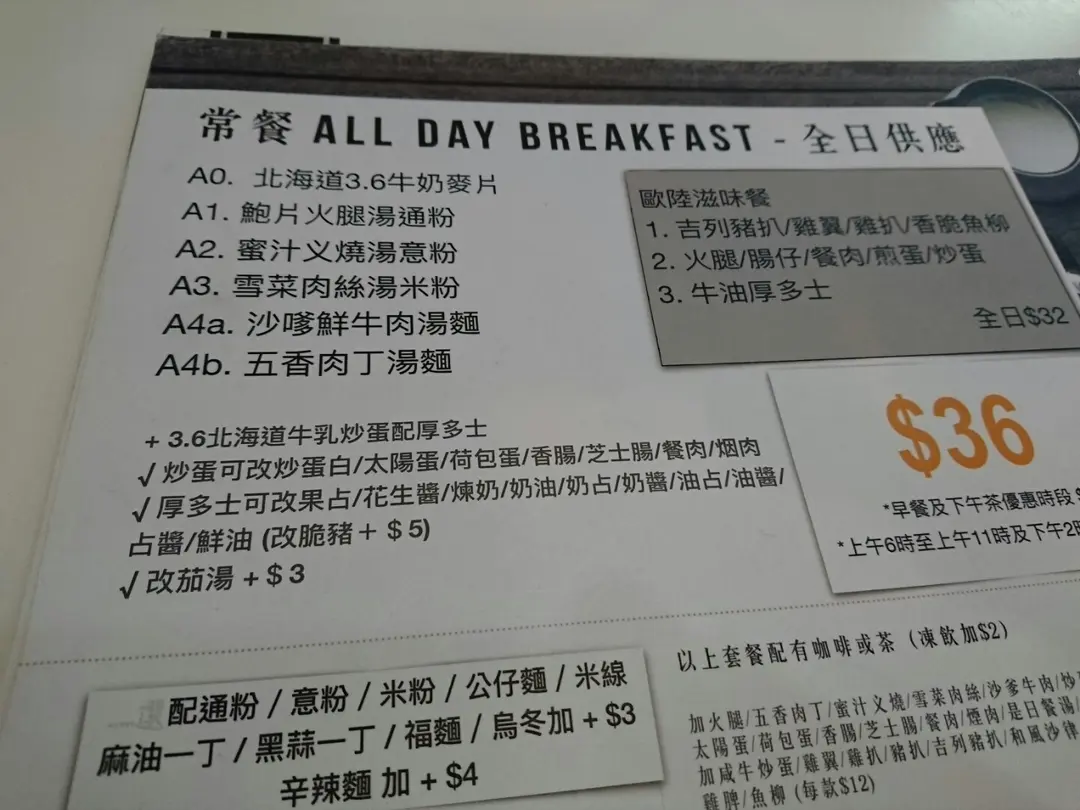 常餐 ALL DAY BREAKFAST - 全日供應
A0. 北海道3.6牛奶麥片
A1. 鮑片火腿湯通粉
A2. 蜜汁义燒湯意粉
A3. 雪菜肉絲湯米粉
A4a. 沙嗲鮮牛肉湯麵
A4b. 五香肉丁湯麵
+ 3.6北海道牛乳炒蛋配厚多士
√ 炒蛋可改炒蛋白/太陽蛋/荷包蛋/香腸/芝士腸/餐肉/烟肉
√ 厚多士可改果占/花生醬/煉奶/奶油/奶占/奶醬/油占/油醬/
占醬/鮮油 (改脆豬 + $5)
√ 改茄湯 + $3
歐陸滋味餐
1. 吉列豬扒/雞翼/雞扒/香脆魚柳
2. 火腿/腸仔/餐肉/煎蛋/炒蛋
3. 牛油厚多士
全日$32
$36
*早餐及下午茶優惠時段
*上午6時至上午11時及下午2時
配通粉 / 意粉 / 米粉 / 公仔麵 / 米線
麻油一丁 / 黑蒜一丁 / 福麵 / 烏冬加 + $3
辛辣麵 加 + $4
以上套餐配有咖啡或茶 (凍飲加$2)
加火腿/五香肉丁/蜜汁义燒/雪菜肉絲/沙爹牛肉/炒
太陽蛋/荷包蛋/香腸/芝士腸/餐肉/煙肉/是日餐湯
加咸牛炒蛋/雞翼/雞扒/豬扒/吉列豬扒/和風沙律
雞脾/魚柳 (每款$12)